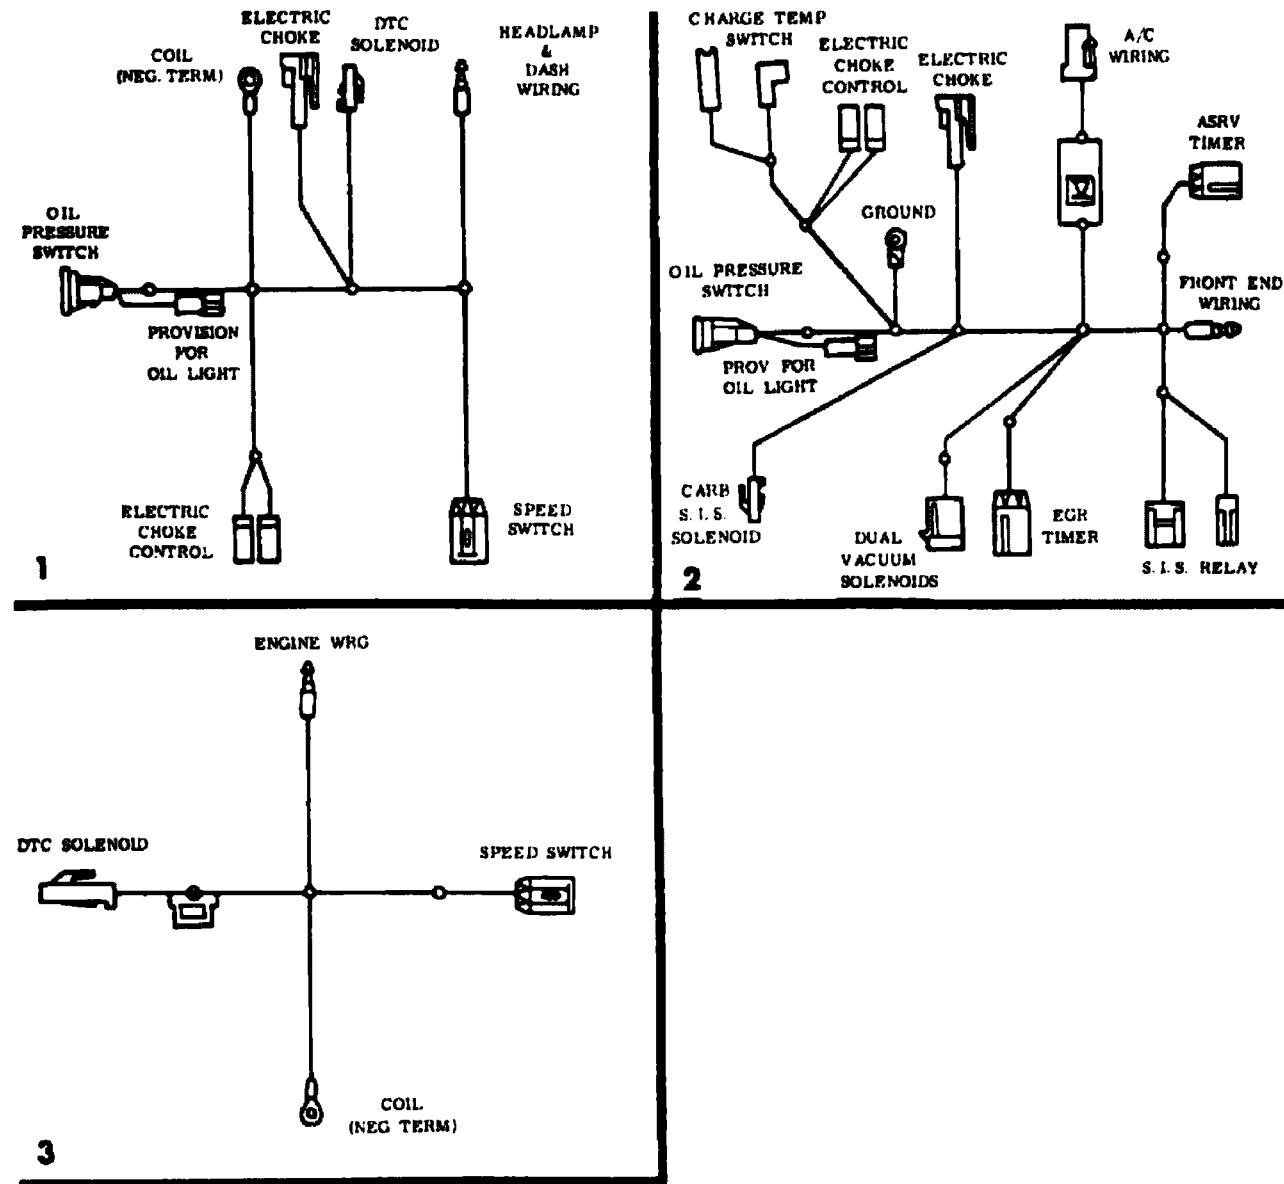 ELECTRIC
CHOKE
DTC
SOLENOID
HEADLAMP
&
DASH
WIRING
COIL
(NEG. TERM)
OIL
PRESSURE
SWITCH
PROVISION
FOR
OIL LIGHT
ELECTRIC
CHOKE
CONTROL
SPEED
SWITCH
1
CHARGE TEMP
SWITCH
ELECTRIC
CHOKE
CONTROL
ELECTRIC
CHOKE
A/C
WIRING
ASRV
TIMER
GROUND
OIL PRESSURE
SWITCH
FRONT END
WIRING
PROV FOR
OIL LIGHT
CARB
S. I. S.
SOLENOID
DUAL
VACUUM
SOLENOIDS
EGR
TIMER
S. I. S. RELAY
2
ENGINE WRG
DTC SOLENOID
SPEED SWITCH
COIL
(NEG TERM)
3